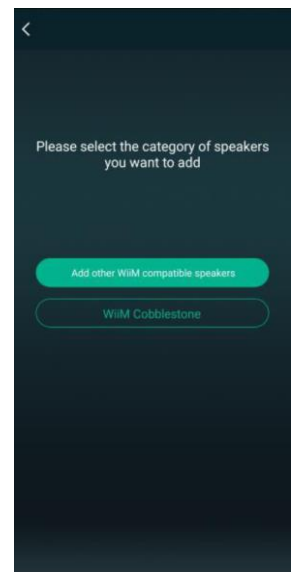 Please select the category of speakers
you want to add
Add other WiiM compatible speakers
WiiM Cobblestone